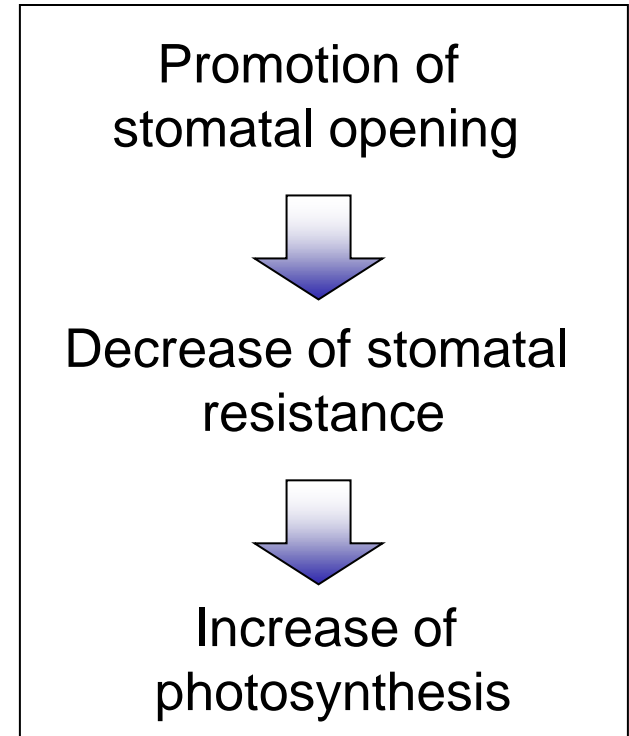 Promotion of
stomatal opening
Decrease of stomatal
resistance
Increase of
photosynthesis